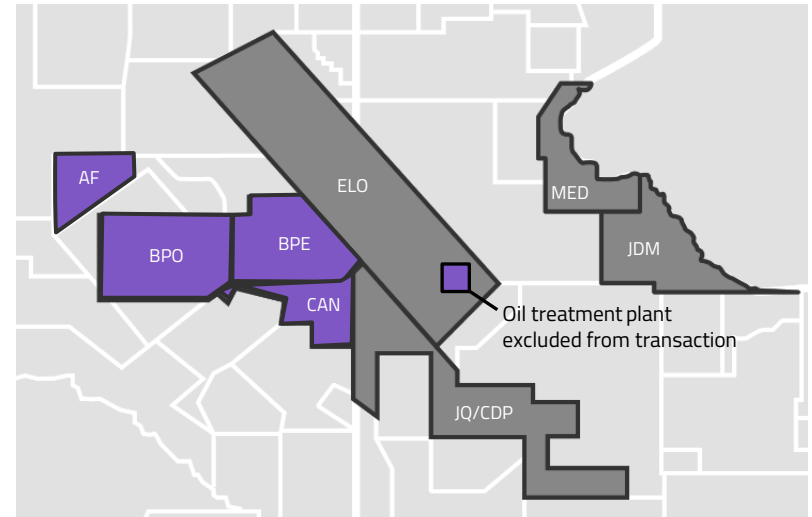 AF
ELO
MED
BPO
BPE
JDM
CAN
Oil treatment plant
excluded from transaction
JQ/CDP